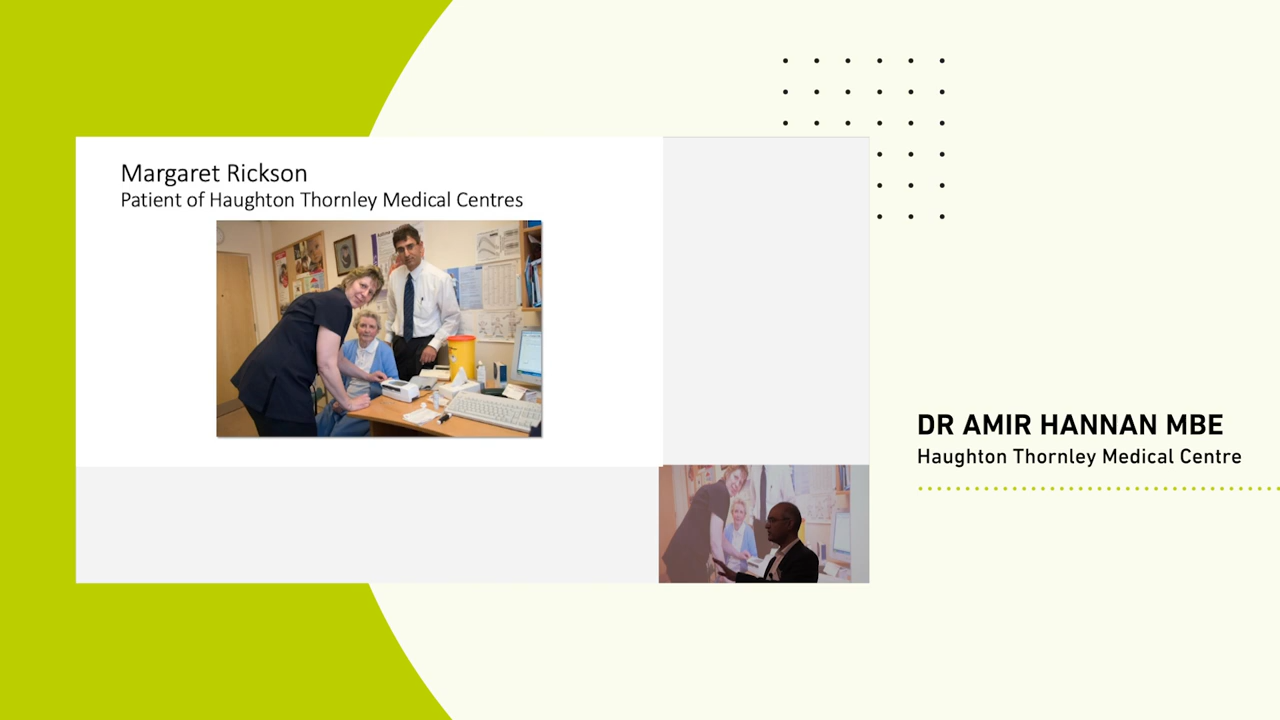 Margaret Rickson
Patient of Haughton Thornley Medical Centres
DR AMIR HANNAN MBE
Haughton Thornley Medical Centre